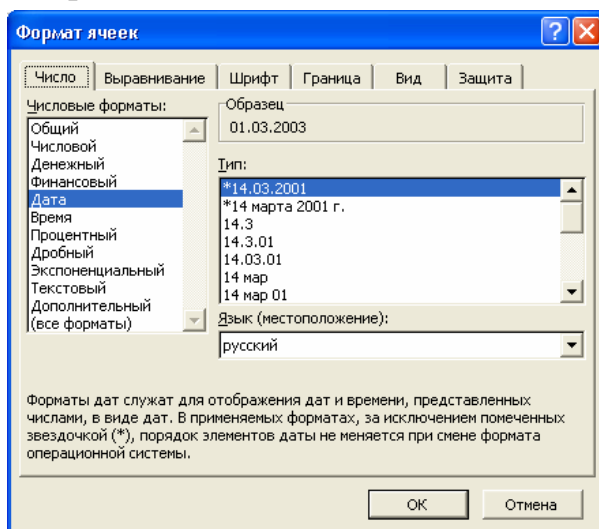 Формат ячеек
Число Выравнивание Шрифт Граница Вид Защита
Числовые форматы:
Общий
Числовой
Денежный
Финансовый
Дата
Время
Процентный
Дробный
Экспоненциальный
Текстовый
Дополнительный
(все форматы)
Образец
01.03.2003
Тип:
*14.03.2001
*14 марта 2001 г.
14.3
14.3.01
14.03.01
14 мар
14 мар 01
Язык (местоположение):
русский
Форматы дат служат для отображения дат и времени, представленных
числами, в виде дат. В применяемых форматах, за исключением помеченных
звездочкой (*), порядок элементов даты не меняется при смене формата
операционной системы.
ОК Отмена